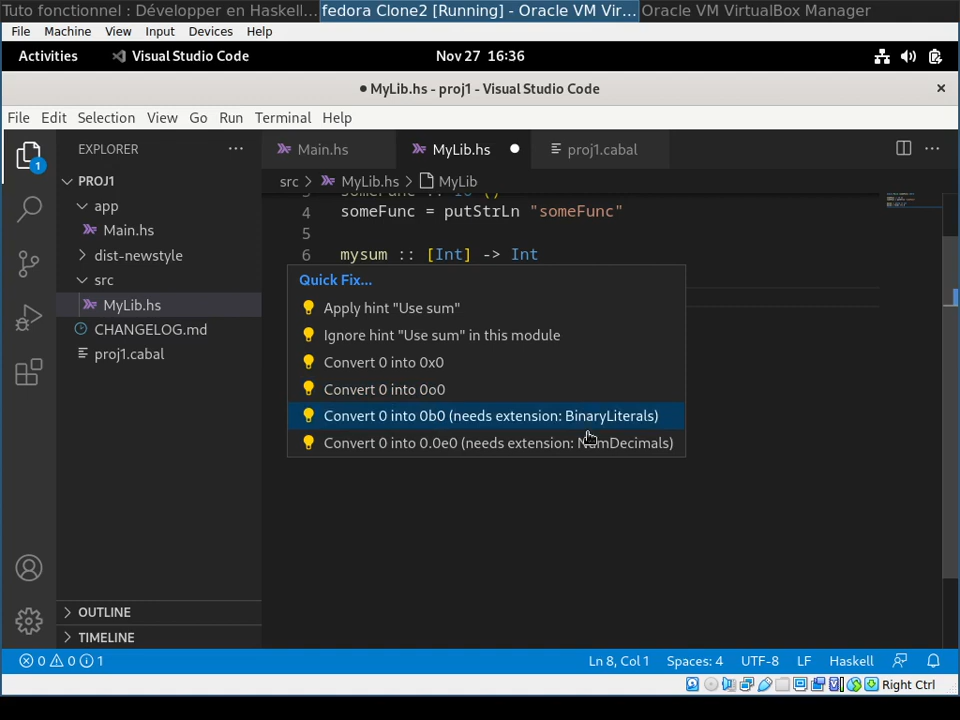 Tuto fonctionnel : Développer en Haskell... fedora Clone2 [Running] - Oracle VM Vir... Oracle VM VirtualBox Manager
File Machine View Input Devices Help
Activities Visual Studio Code Nov 27 16:36
● MyLib.hs - proj1 - Visual Studio Code ×
File Edit Selection View Go Run Terminal Help
1
EXPLORER ... Main.hs MyLib.hs ● proj1.cabal ...
PROJ1 src > MyLib.hs > MyLib
app
Main.hs
dist-newstyle
src
MyLib.hs
CHANGELOG.md
proj1.cabal
4 someFunc = putStrLn "someFunc"
5
6 mysum :: [Int] -> Int
Quick Fix...
Apply hint "Use sum"
Ignore hint "Use sum" in this module
Convert 0 into 0x0
Convert 0 into 0o0
Convert 0 into 0b0 (needs extension: BinaryLiterals)
Convert 0 into 0.0e0 (needs extension: NumDecimals)
OUTLINE
TIMELINE
0 0 1 Ln 8, Col 1 Spaces: 4 UTF-8 LF Haskell
Right Ctrl